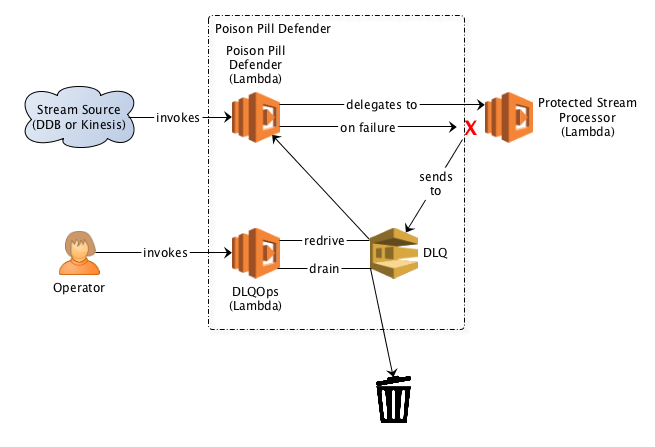 Poison Pill Defender
Poison Pill
Defender
(Lambda)
Stream Source
(DDB or Kinesis)
invokes
delegates to
on failure
X
Protected Stream
Processor
(Lambda)
sends
to
Operator
invokes
redrive
drain
DLQ
DLQOps
(Lambda)